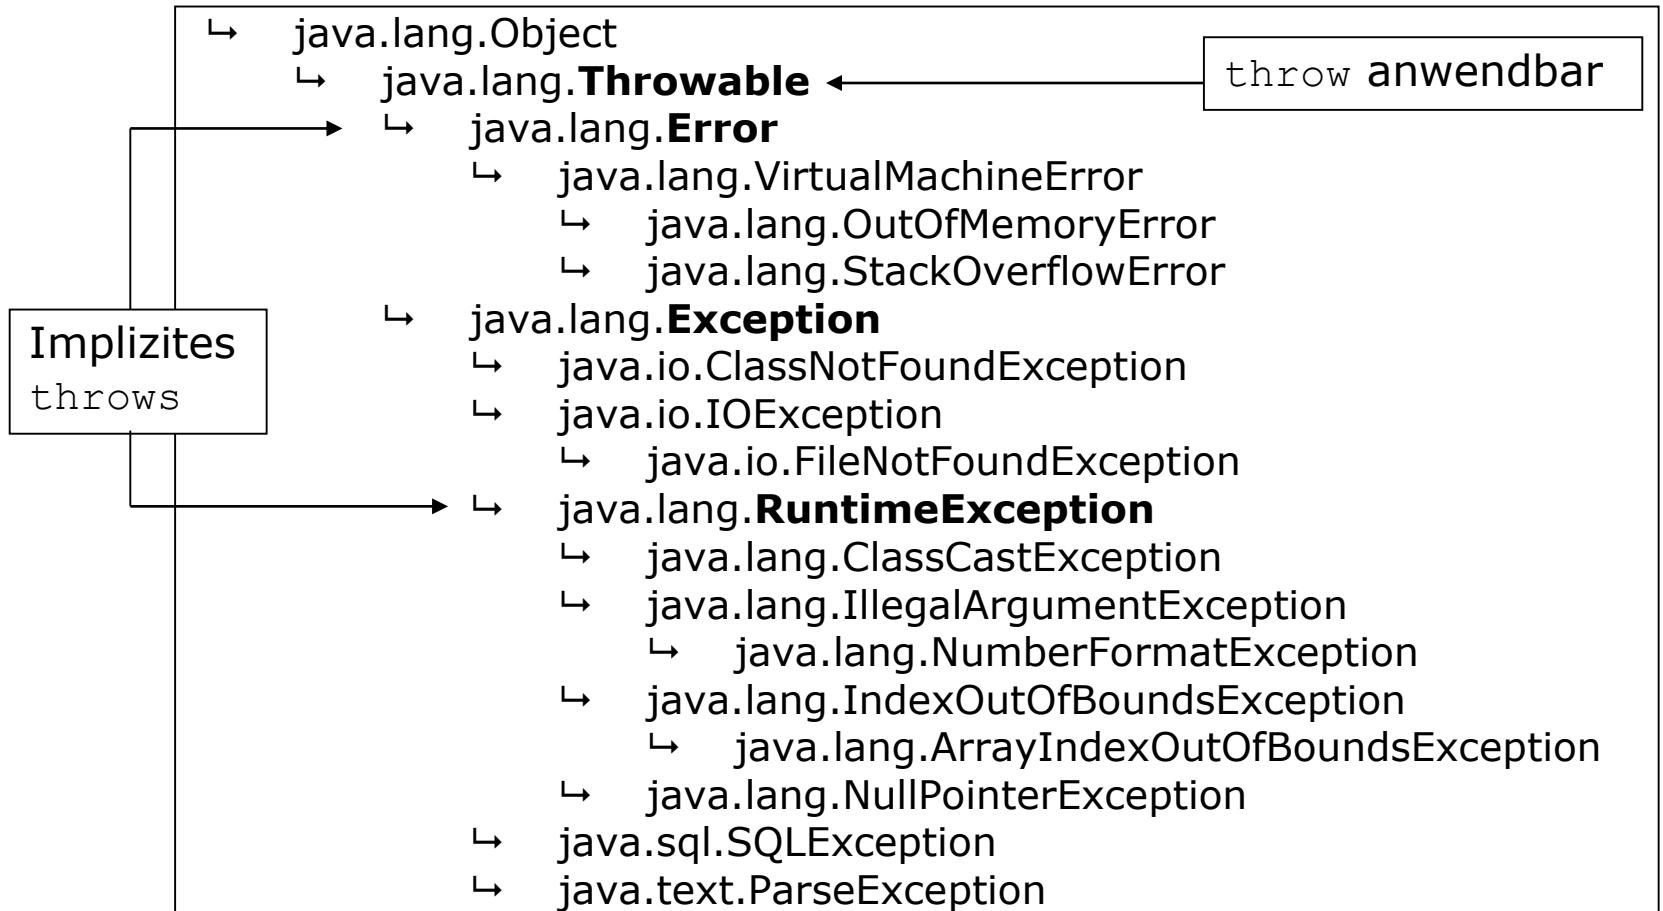 ↳ java.lang.Object
↳ java.lang.Throwable
throw anwendbar
↳ java.lang.Error
↳ java.lang.VirtualMachineError
↳ java.lang.OutOfMemoryError
↳ java.lang.StackOverflowError
↳ java.lang.Exception
Implizites
throws
↳ java.io.ClassNotFoundException
↳ java.io.IOException
↳ java.io.FileNotFoundException
↳ java.lang.RuntimeException
↳ java.lang.ClassCastException
↳ java.lang.IllegalArgumentException
↳ java.lang.NumberFormatException
↳ java.lang.IndexOutOfBoundsException
↳ java.lang.ArrayIndexOutOfBoundsException
↳ java.lang.NullPointerException
↳ java.sql.SQLException
↳ java.text.ParseException